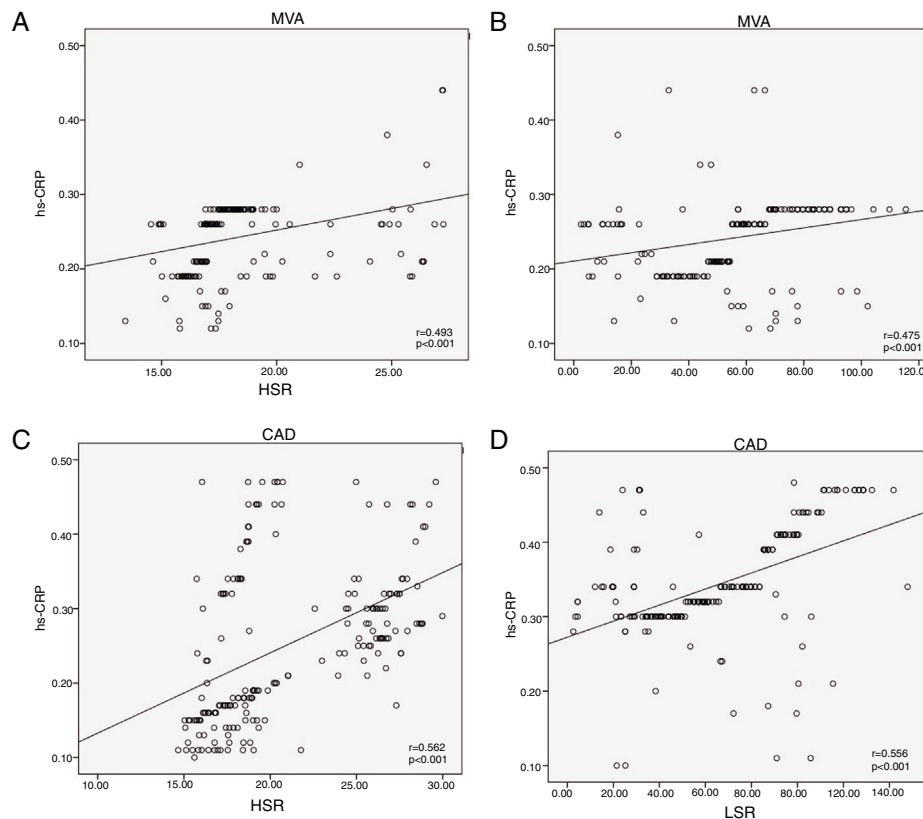 A
MVA
0.50
0.40
0.30
0.20
0.10
hs-CRP
r=0.493
p<0.001
15.00 20.00 25.00
HSR
B
MVA
0.50
0.40
0.30
0.20
0.10
hs-CRP
r=0.475
p<0.001
0.00 20.00 40.00 60.00 80.00 100.00 120.0
C
CAD
0.50
0.40
0.30
0.20
0.10
hs-CRP
r=0.562
p<0.001
10.00 15.00 20.00 25.00 30.00
HSR
D
CAD
0.50
0.40
0.30
0.20
0.10
hs-CRP
r=0.556
p<0.001
0.00 20.00 40.00 60.00 80.00 100.00 120.00 140.00
LSR